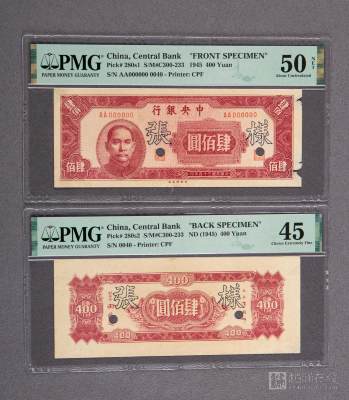 PMG
PAPER MONEY GUARANTY
China, Central Bank "FRONT SPECIMEN"
Pick# 280s1 S/M#C300-233 1945 400 Yuan
S/N AA000000 0040 - Printer: CPF
50 NET
About Uncirculated
行銀央中
AA000000
AA000000
張 樣
圓佰肆
佰肆
佰肆
PMG
PAPER MONEY GUARANTY
China, Central Bank "BACK SPECIMEN"
Pick# 280s2 S/M#C300-233 ND (1945) 400 Yuan
S/N 0040 - Printer: CPF
45
Choice Extremely Fine
400
張 樣
400
圓佰肆
400
400
400